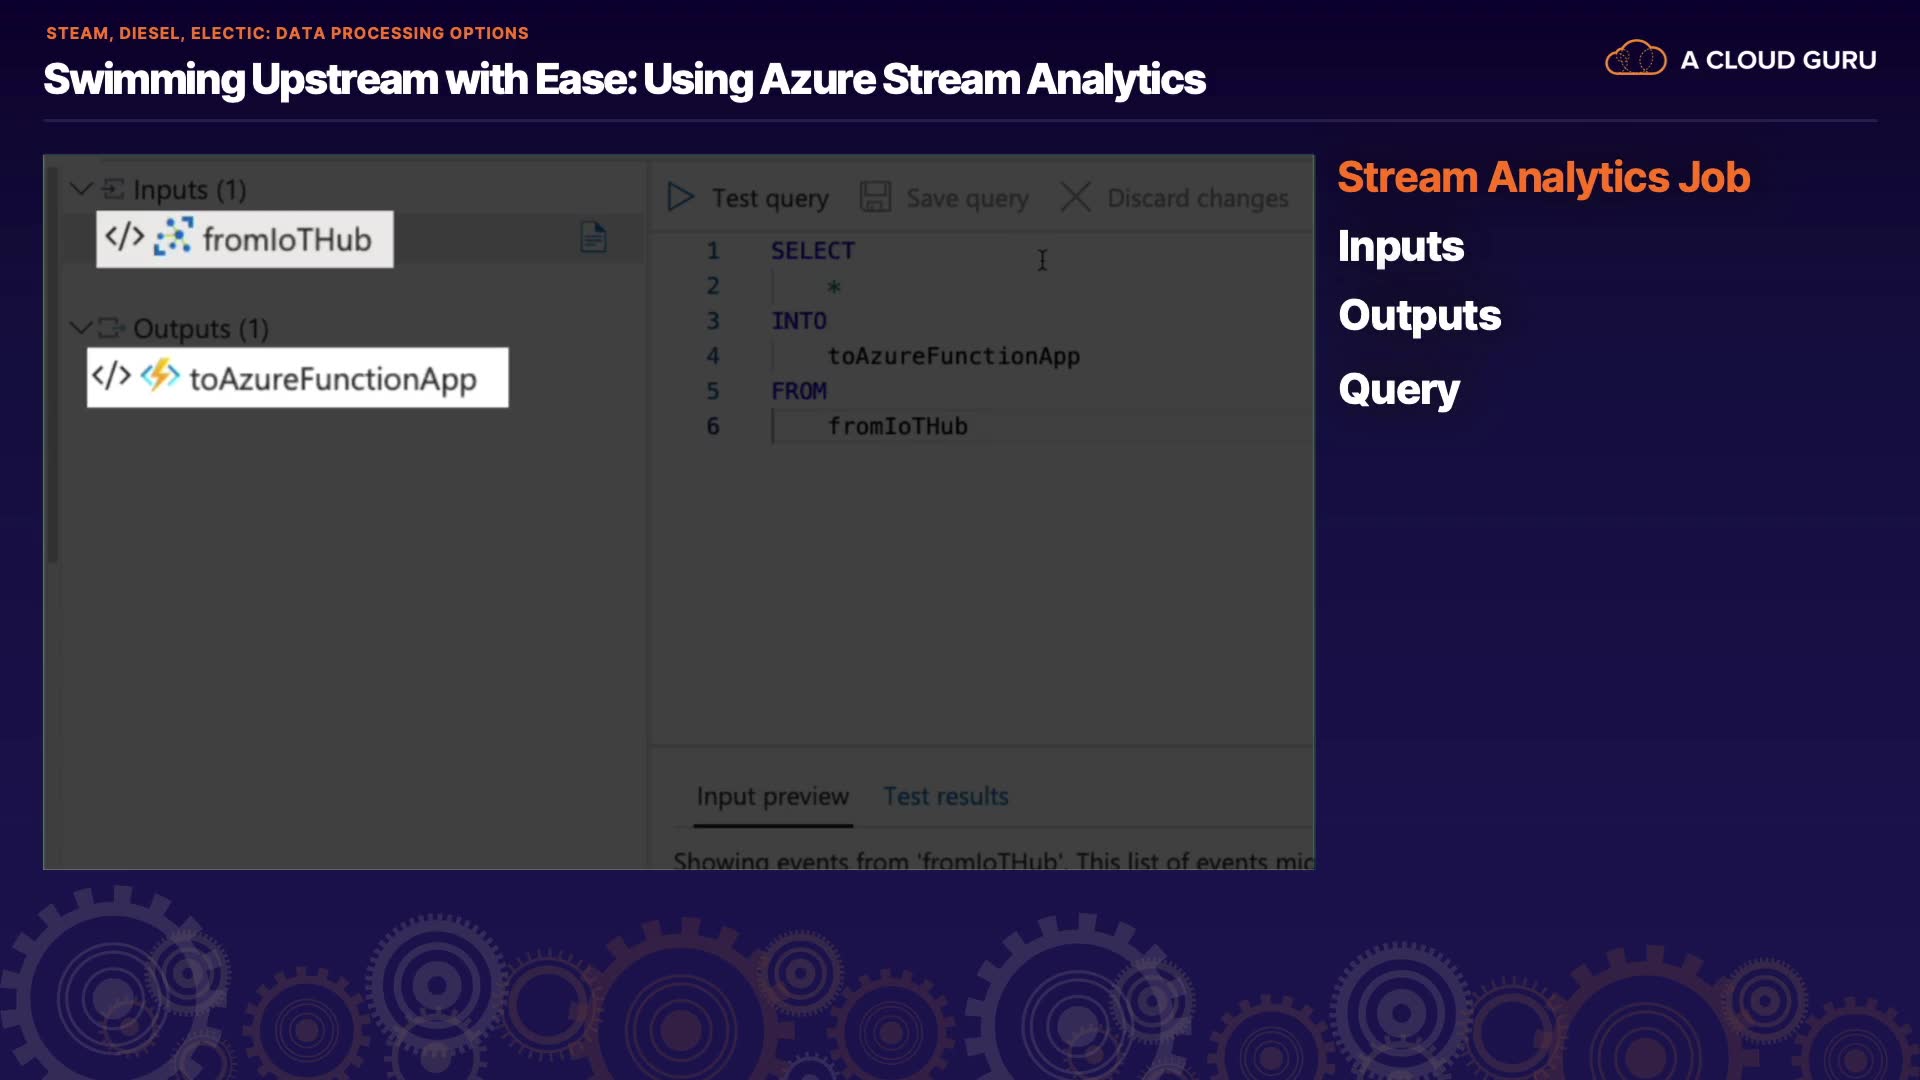 STEAM, DIESEL, ELECTIC: DATA PROCESSING OPTIONS
Swimming Upstream with Ease: Using Azure Stream Analytics
A CLOUD GURU
Inputs (1)
</> fromIoTHub
Outputs (1)
</> toAzureFunctionApp
Test query Save query Discard changes
1 SELECT
2 *
3 INTO
4 toAzureFunctionApp
5 FROM
6 fromIoTHub
Input preview Test results
Showing events from 'fromIoTHub'. This list of events mig
Stream Analytics Job
Inputs
Outputs
Query